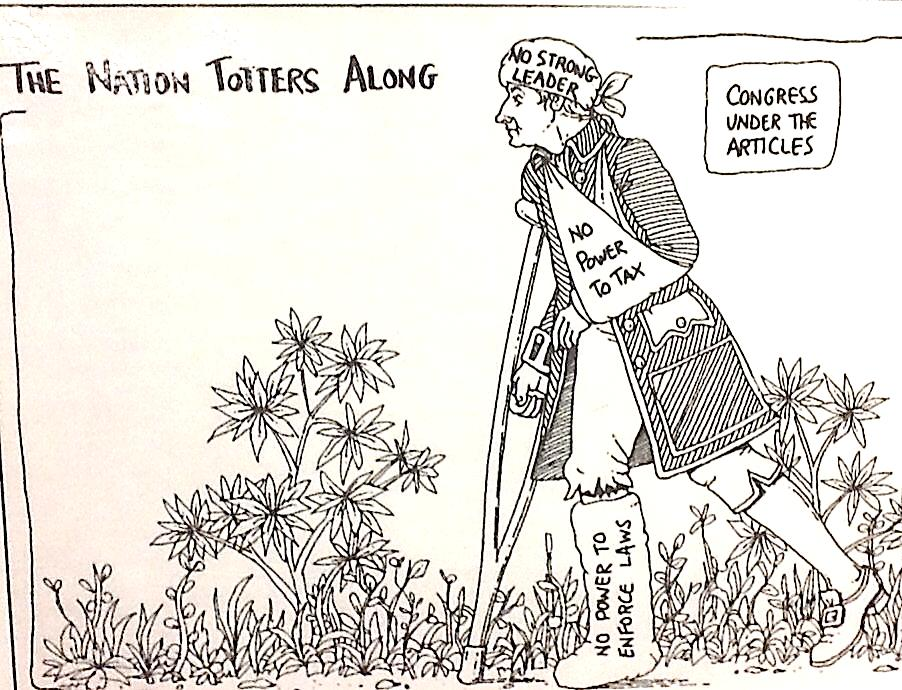 THE NATION TOTTERS ALONG
NO STRONG
LEADER
CONGRESS
UNDER THE
ARTICLES
NO
POWER
TO TAX
NO POWER TO
ENFORCE LAWS